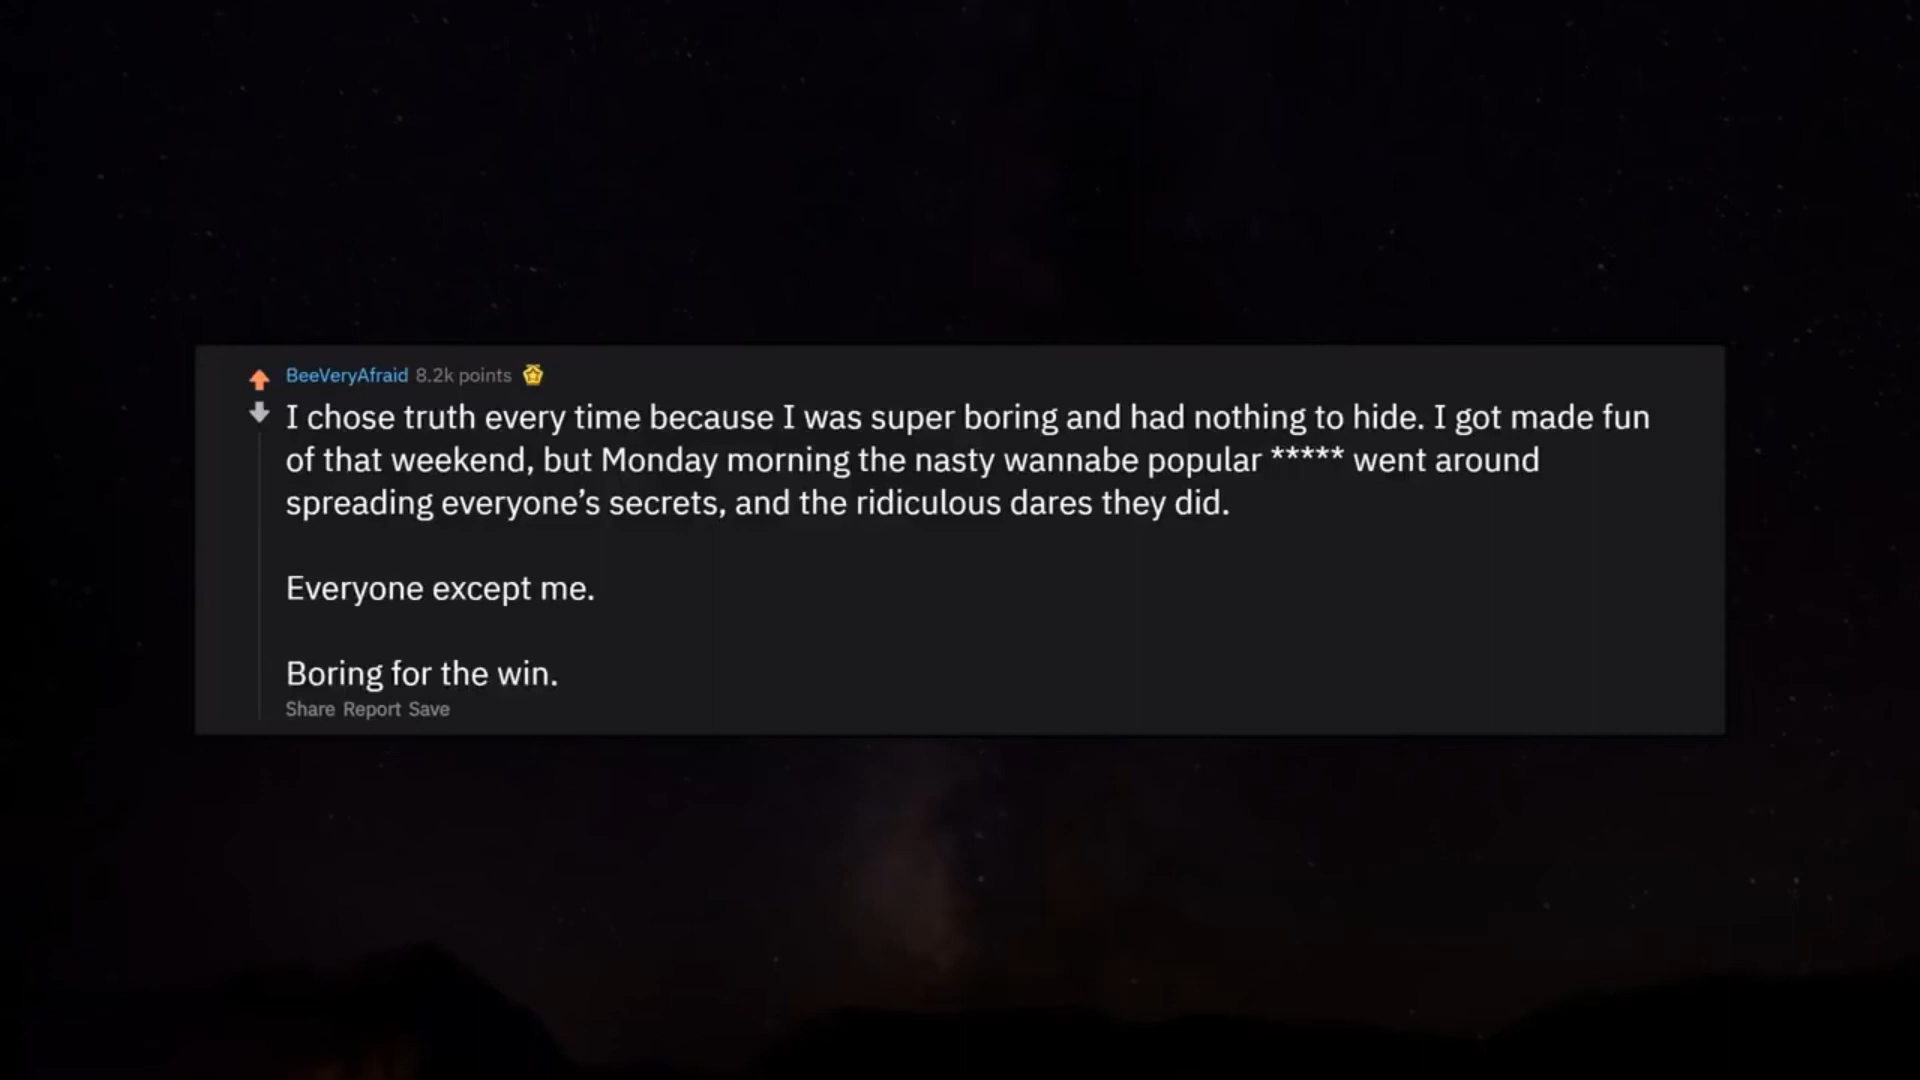 BeeVeryAfraid 8.2k points
I chose truth every time because I was super boring and had nothing to hide. I got made fun
of that weekend, but Monday morning the nasty wannabe popular ***** went around
spreading everyone’s secrets, and the ridiculous dares they did.
Everyone except me.
Boring for the win.
Share Report Save